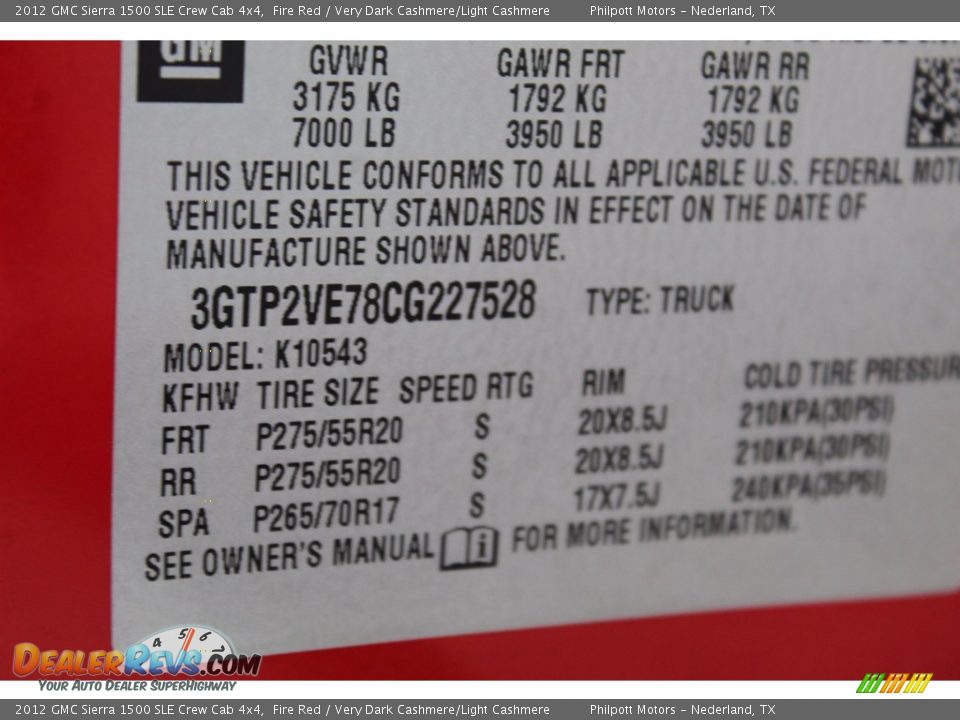 2012 GMC Sierra 1500 SLE Crew Cab 4x4, Fire Red / Very Dark Cashmere/Light Cashmere Philpott Motors – Nederland, TX
GM
GVWR GAWR FRT GAWR RR
3175 KG 1792 KG 1792 KG
7000 LB 3950 LB 3950 LB
THIS VEHICLE CONFORMS TO ALL APPLICABLE U.S. FEDERAL MOT
VEHICLE SAFETY STANDARDS IN EFFECT ON THE DATE OF
MANUFACTURE SHOWN ABOVE.
3GTP2VE78CG227528 TYPE: TRUCK
MODEL: K10543
KFHW TIRE SIZE SPEED RTG RIM COLD TIRE PRESSUR
FRT P275/55R20 S 20X8.5J 210KPA(30PSI)
RR P275/55R20 S 20X8.5J 210KPA(30PSI)
SPA P265/70R17 S 17X7.5J 240KPA(35PSI)
SEE OWNER'S MANUAL i FOR MORE INFORMATION.
4 5 6
DEALERREVS.COM
YOUR AUTO DEALER SUPERHIGHWAY
2012 GMC Sierra 1500 SLE Crew Cab 4x4, Fire Red / Very Dark Cashmere/Light Cashmere Philpott Motors – Nederland, TX